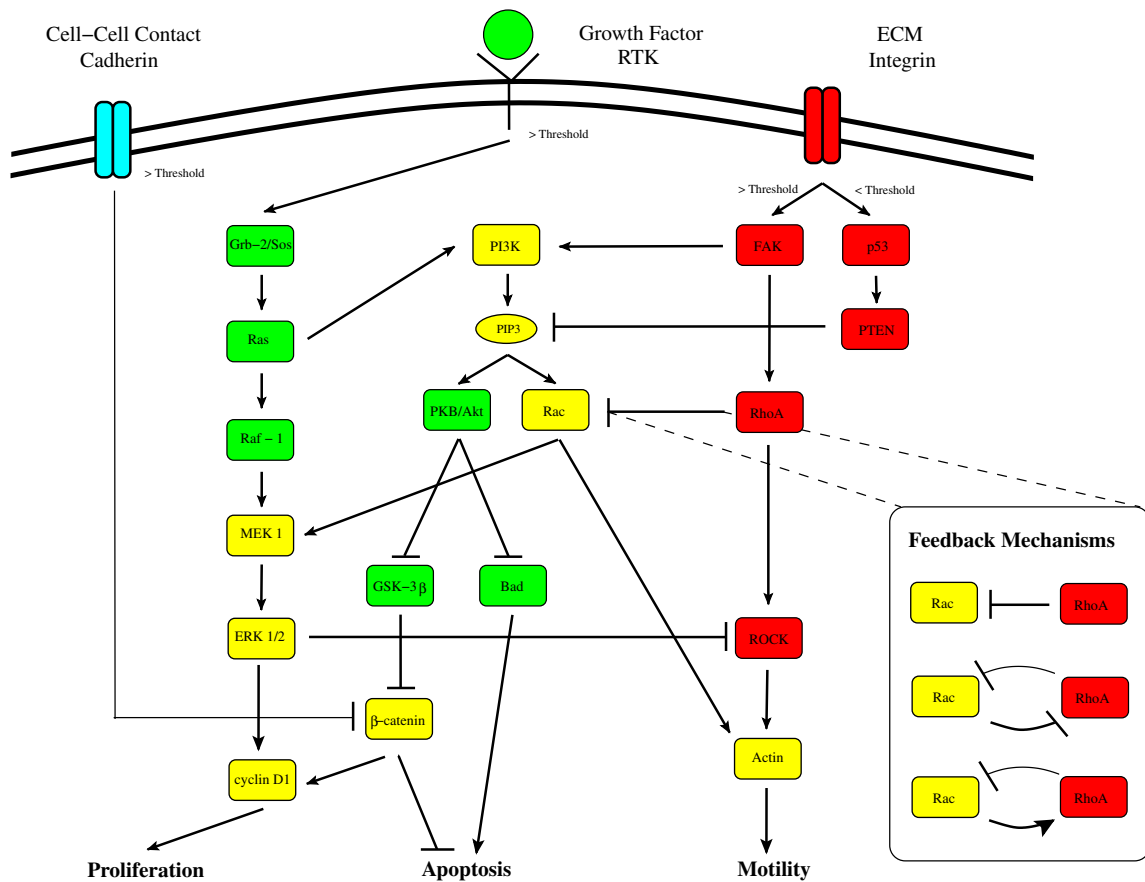 Cell–Cell Contact
Cadherin
Growth Factor
RTK
ECM
Integrin
> Threshold
> Threshold
> Threshold
< Threshold
Grb–2/Sos
PI3K
FAK
p53
Ras
PIP3
PTEN
PKB/Akt
Rac
RhoA
Raf – 1
MEK 1
Feedback Mechanisms
GSK–3β
Bad
Rac
RhoA
ERK 1/2
ROCK
Rac
RhoA
β–catenin
Actin
cyclin D1
Rac
RhoA
Proliferation
Apoptosis
Motility